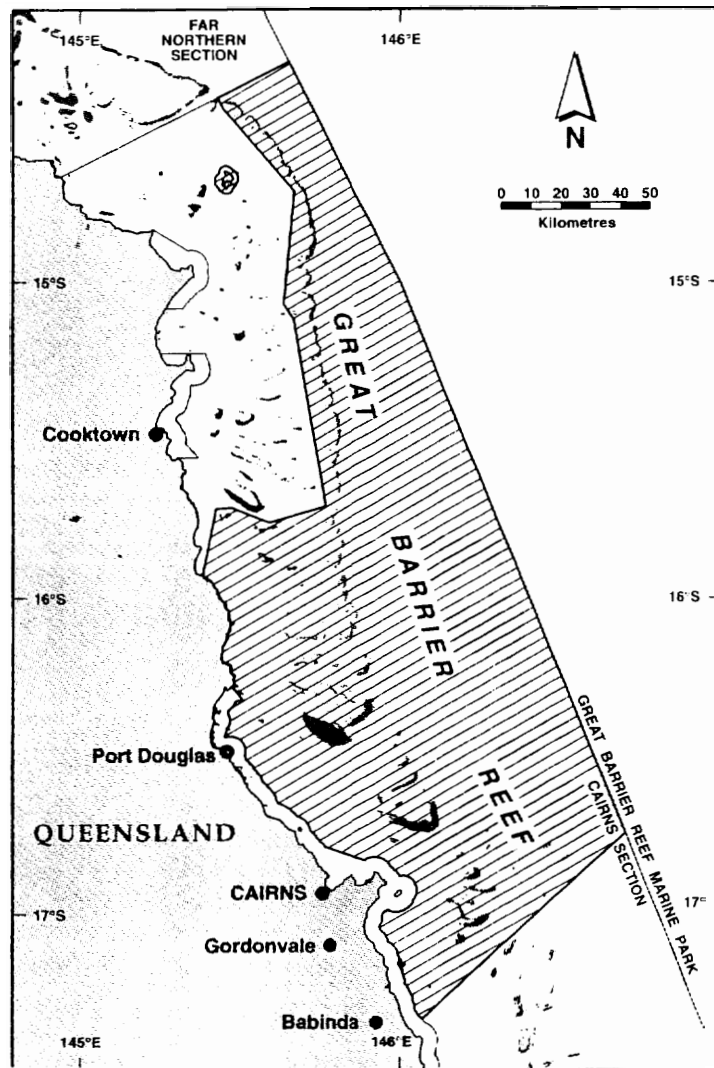 145°E
FAR
NORTHERN
SECTION
146°E
N
0 10 20 30 40 50
Kilometres
15°S
15°S
GREAT
Cooktown
BARRIER
16°S
16°S
Port Douglas
REEF
GREAT BARRIER REEF MARINE PARK
CAIRNS SECTION
QUEENSLAND
CAIRNS
17°S
17°
Gordonvale
Babinda
145°E
146°E